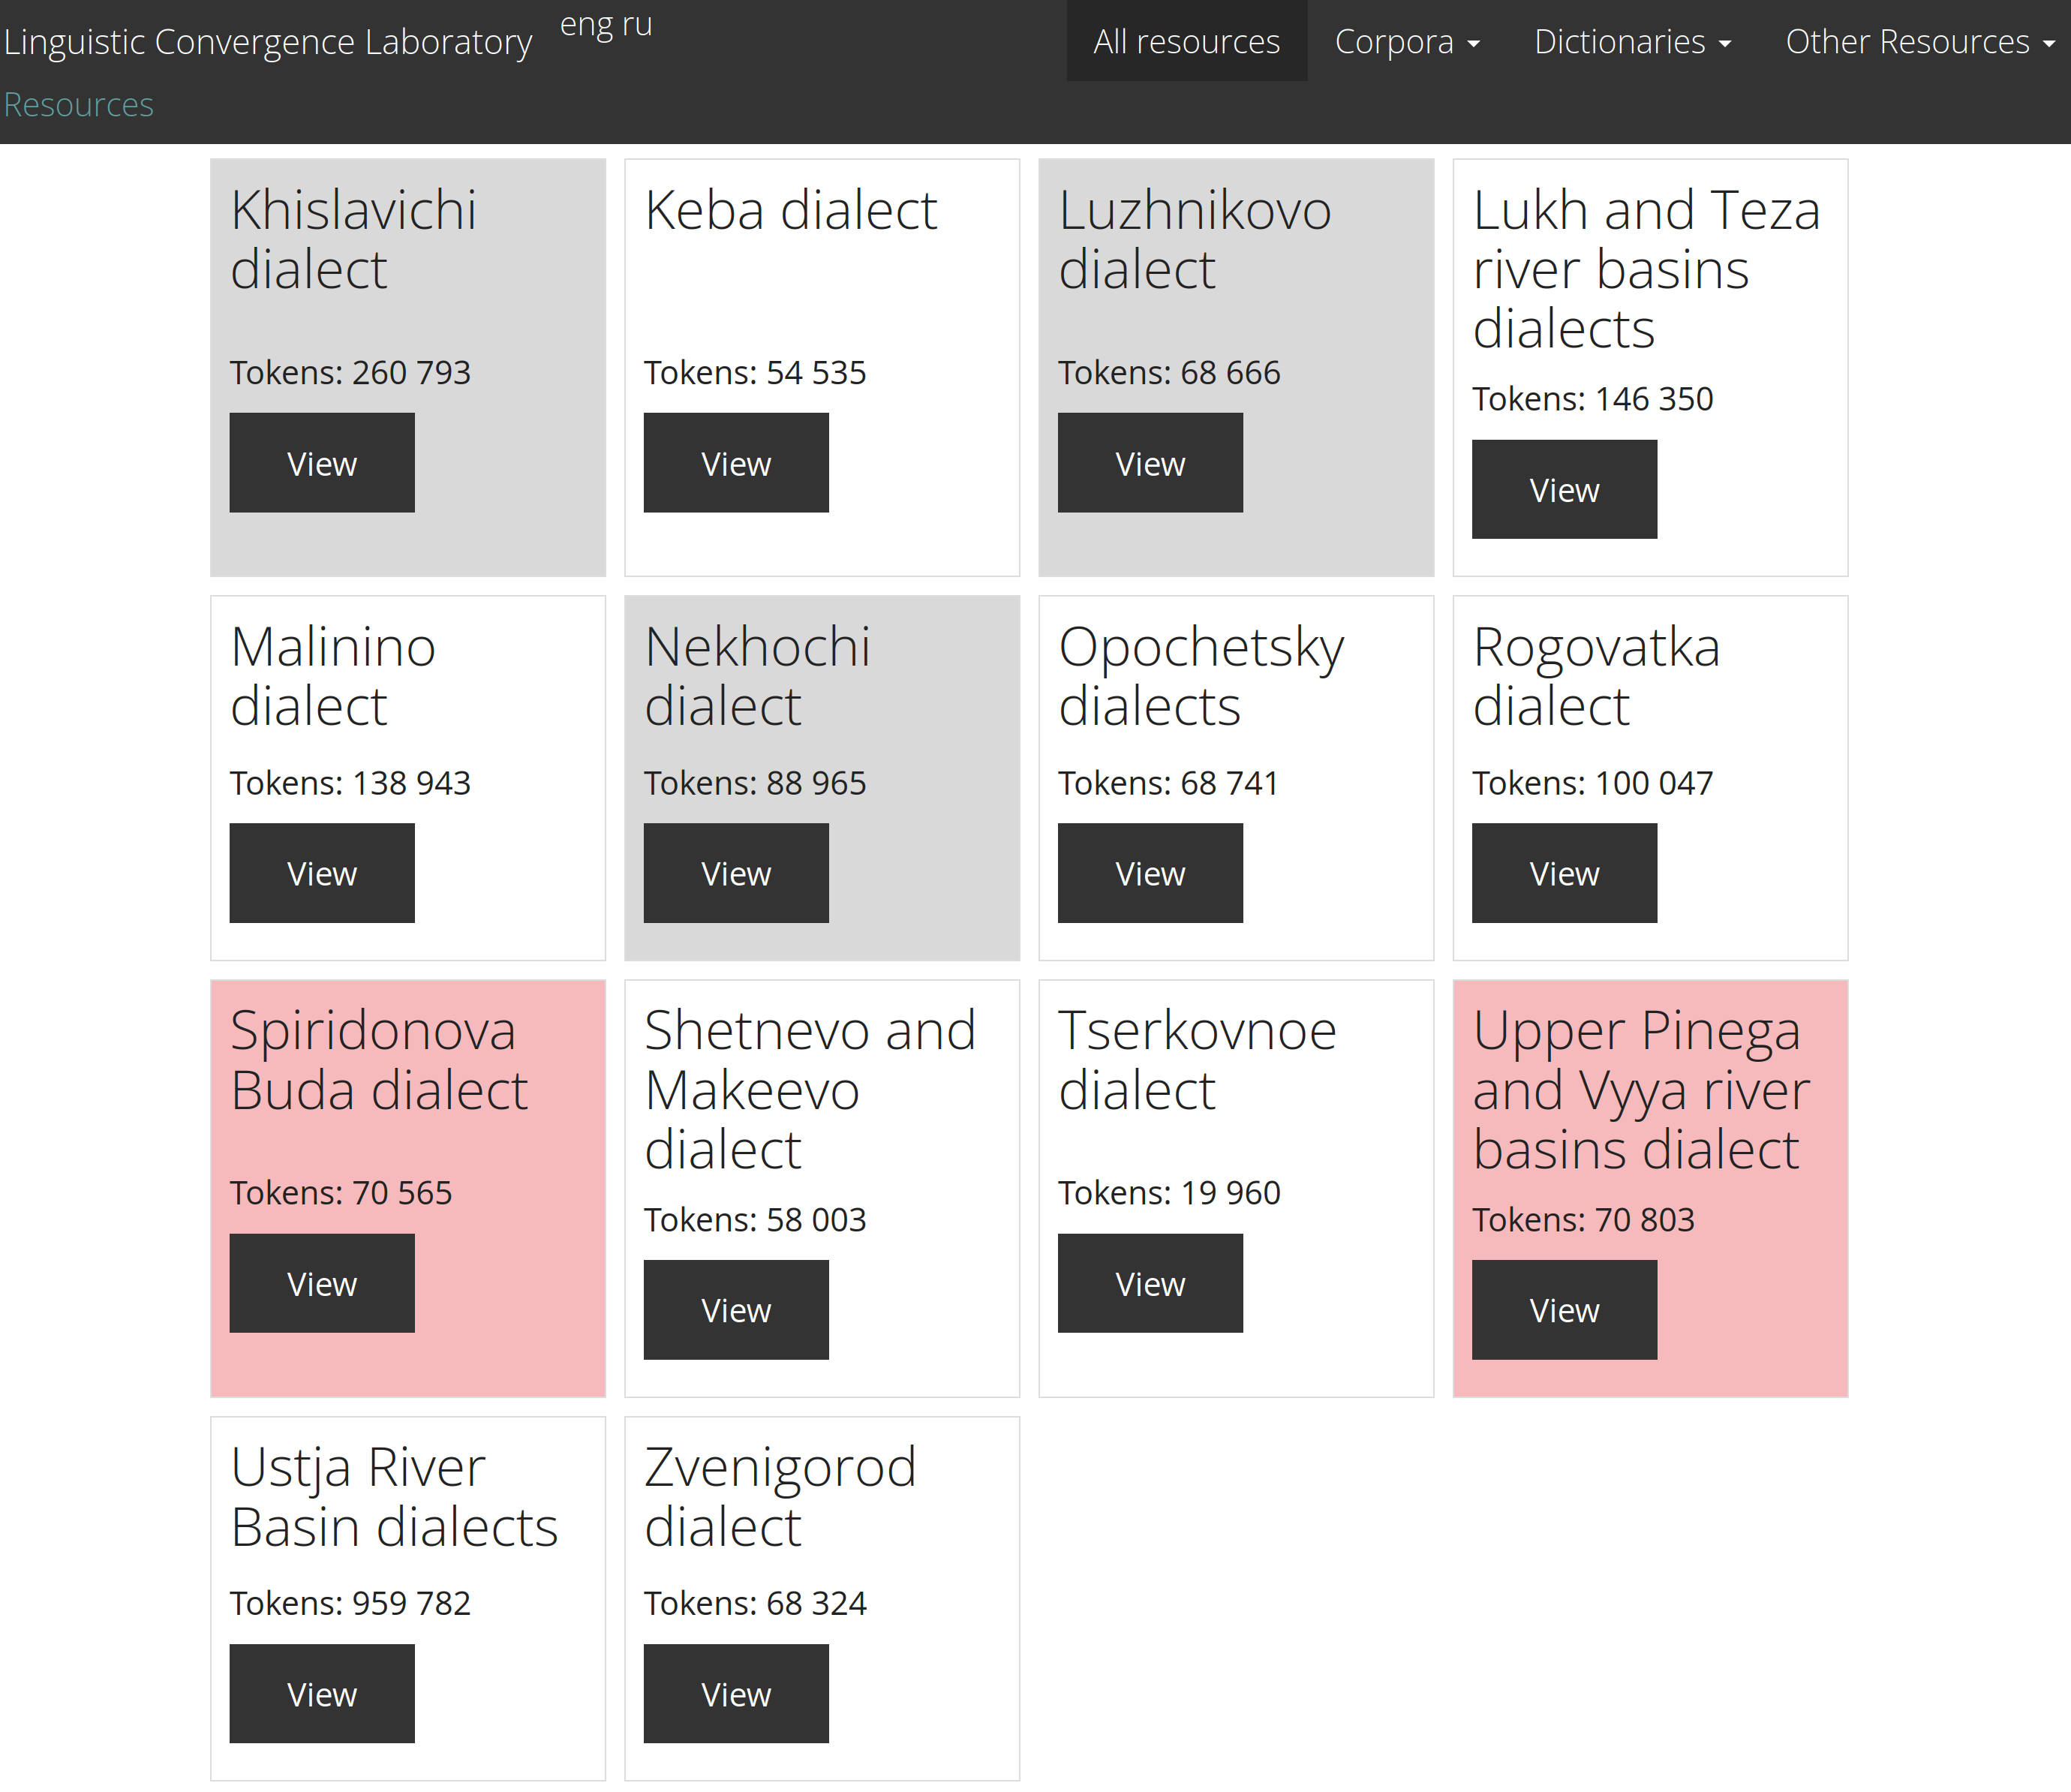 Linguistic Convergence Laboratory
eng ru
All resources
Corpora
Dictionaries
Other Resources
Resources
Khislavichi
dialect
Tokens: 260 793
View
Keba dialect
Tokens: 54 535
View
Luzhnikovo
dialect
Tokens: 68 666
View
Lukh and Teza
river basins
dialects
Tokens: 146 350
View
Malinino
dialect
Tokens: 138 943
View
Nekhochi
dialect
Tokens: 88 965
View
Opochetsky
dialects
Tokens: 68 741
View
Rogovatka
dialect
Tokens: 100 047
View
Spiridonova
Buda dialect
Tokens: 70 565
View
Shetnevo and
Makeevo
dialect
Tokens: 58 003
View
Tserkovnoe
dialect
Tokens: 19 960
View
Upper Pinega
and Vyya river
basins dialect
Tokens: 70 803
View
Ustja River
Basin dialects
Tokens: 959 782
View
Zvenigorod
dialect
Tokens: 68 324
View